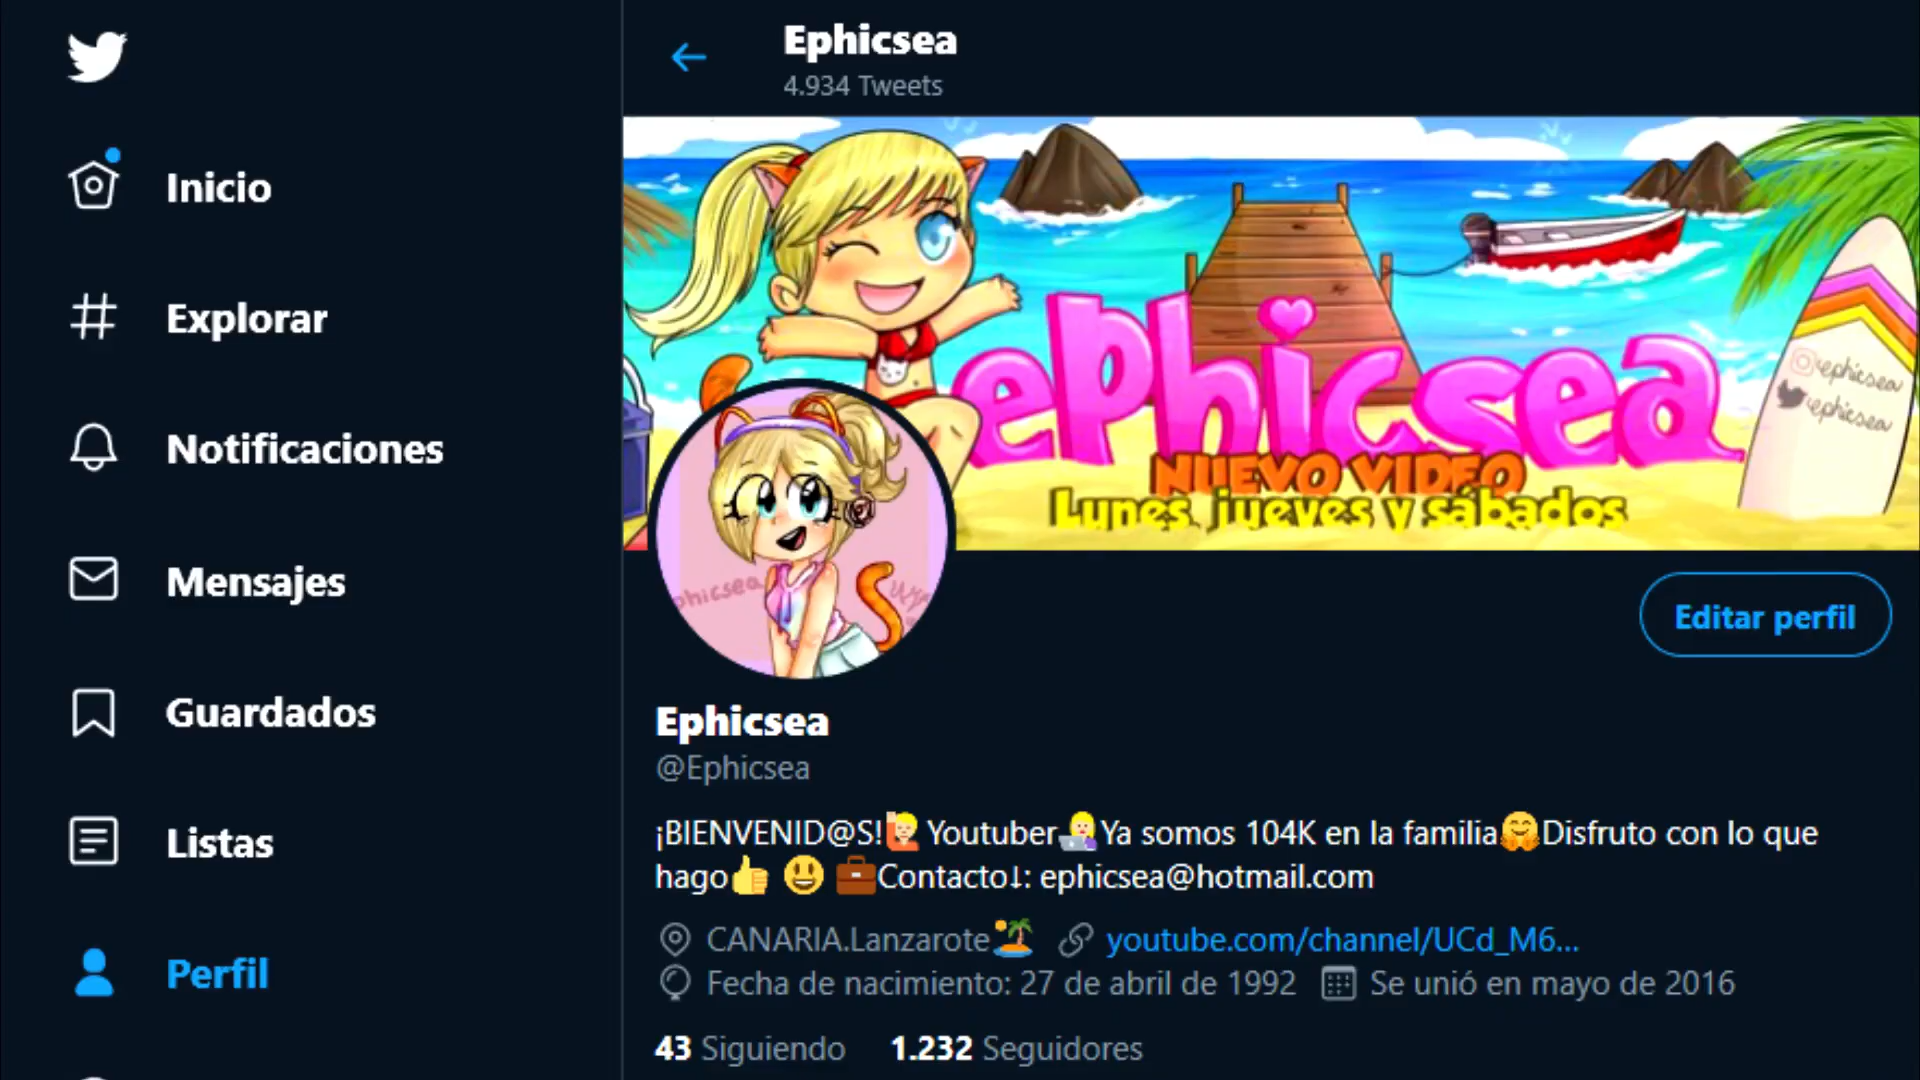 Ephicsea
4.934 Tweets
Inicio
Explorar
Notificaciones
Mensajes
Guardados
Listas
Perfil
ephicsea
NUEVO VIDEO
Lunes, jueves y sábados
ephicsea
ephicsea
phicsea
Editar perfil
Ephicsea
@Ephicsea
¡BIENVENID@S!🙋🏼Youtuber👩🏼‍💻Ya somos 104K en la familia🤗Disfruto con lo que
hago👍 😃 💼Contacto⇂: ephicsea@hotmail.com
CANARIA.Lanzarote🏝 youtube.com/channel/UCd_M6...
Fecha de nacimiento: 27 de abril de 1992 Se unió en mayo de 2016
43 Siguiendo 1.232 Seguidores